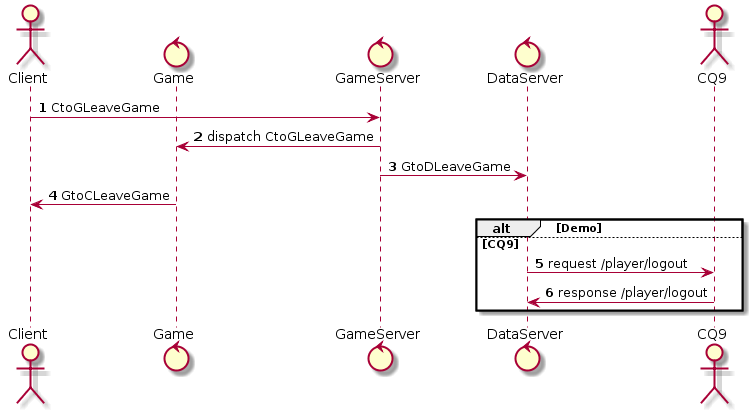 Client Game GameServer DataServer CQ9
1 CtoGLeaveGame
2 dispatch CtoGLeaveGame
3 GtoDLeaveGame
4 GtoCLeaveGame
alt [Demo]
[CQ9]
5 request /player/logout
6 response /player/logout
Client Game GameServer DataServer CQ9